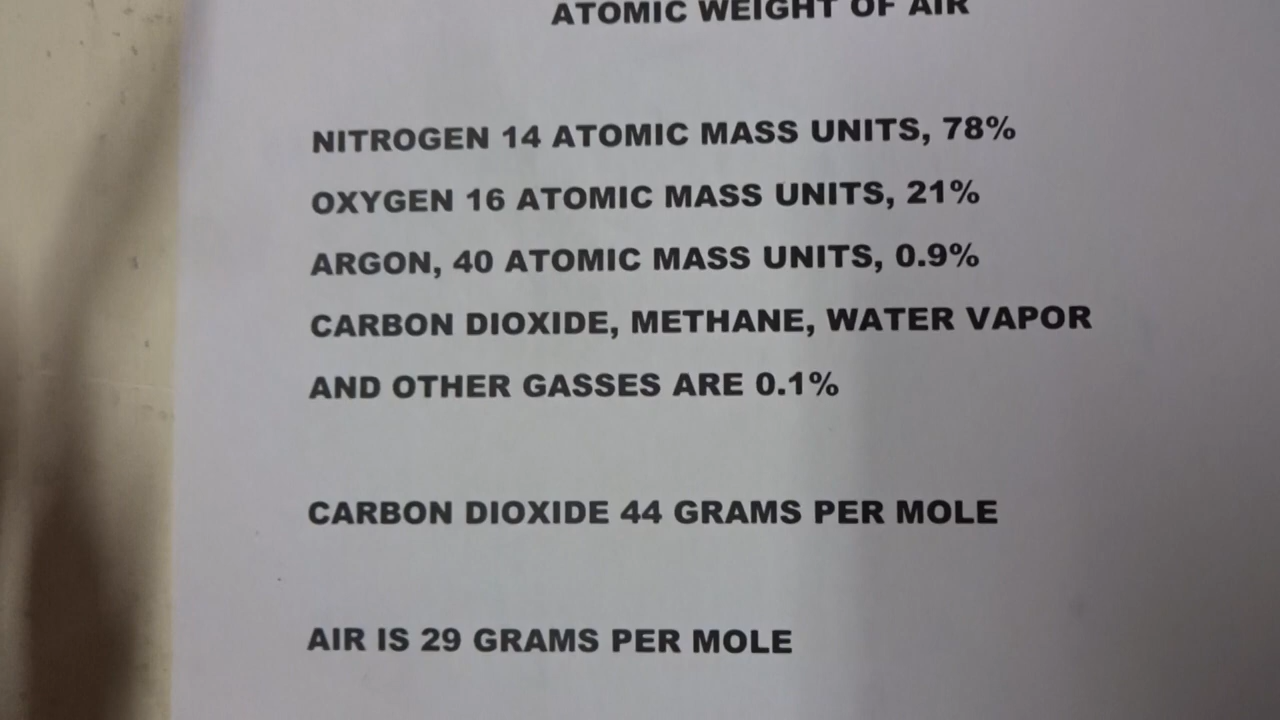 ATOMIC WEIGHT OF AIR
NITROGEN 14 ATOMIC MASS UNITS, 78%
OXYGEN 16 ATOMIC MASS UNITS, 21%
ARGON, 40 ATOMIC MASS UNITS, 0.9%
CARBON DIOXIDE, METHANE, WATER VAPOR
AND OTHER GASSES ARE 0.1%
CARBON DIOXIDE 44 GRAMS PER MOLE
AIR IS 29 GRAMS PER MOLE